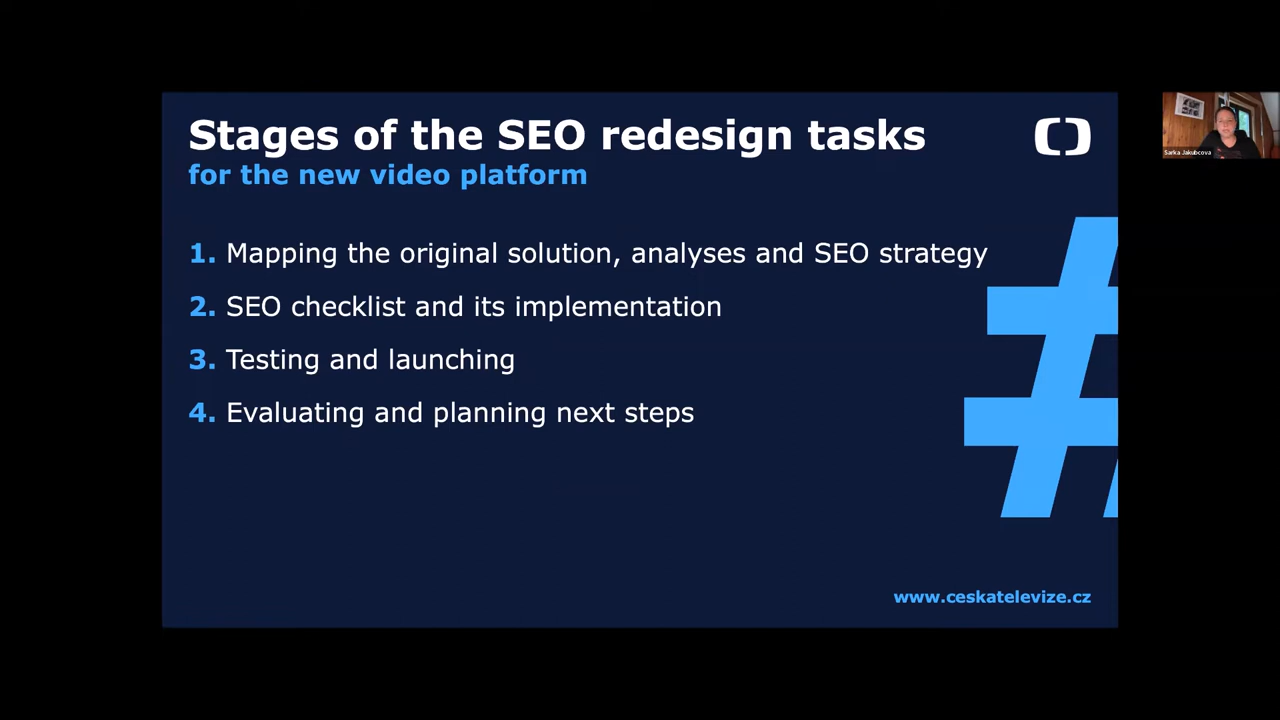 Stages of the SEO redesign tasks
for the new video platform
1. Mapping the original solution, analyses and SEO strategy
2. SEO checklist and its implementation
3. Testing and launching
4. Evaluating and planning next steps
#
www.ceskatelevize.cz
Sarka Jakubcova